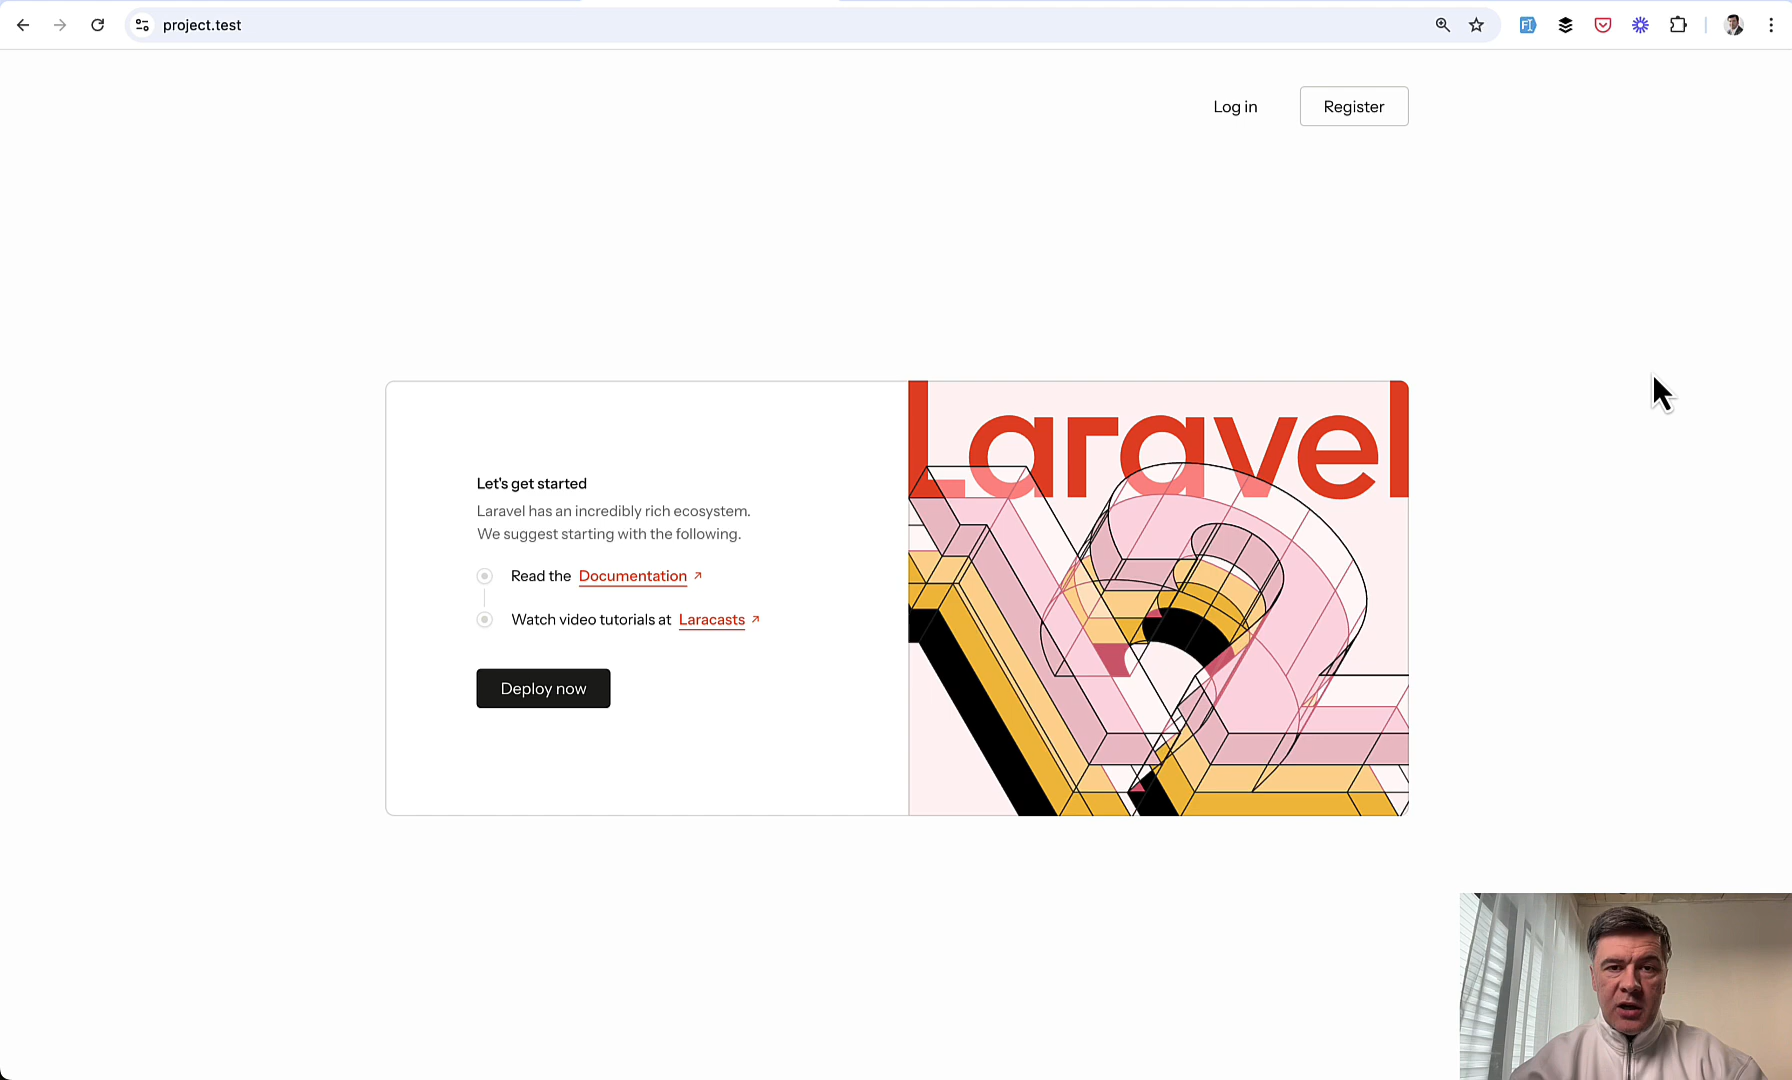 project.test
Log in
Register
Laravel
Let's get started
Laravel has an incredibly rich ecosystem.
We suggest starting with the following.
Read the Documentation
Watch video tutorials at Laracasts
Deploy now